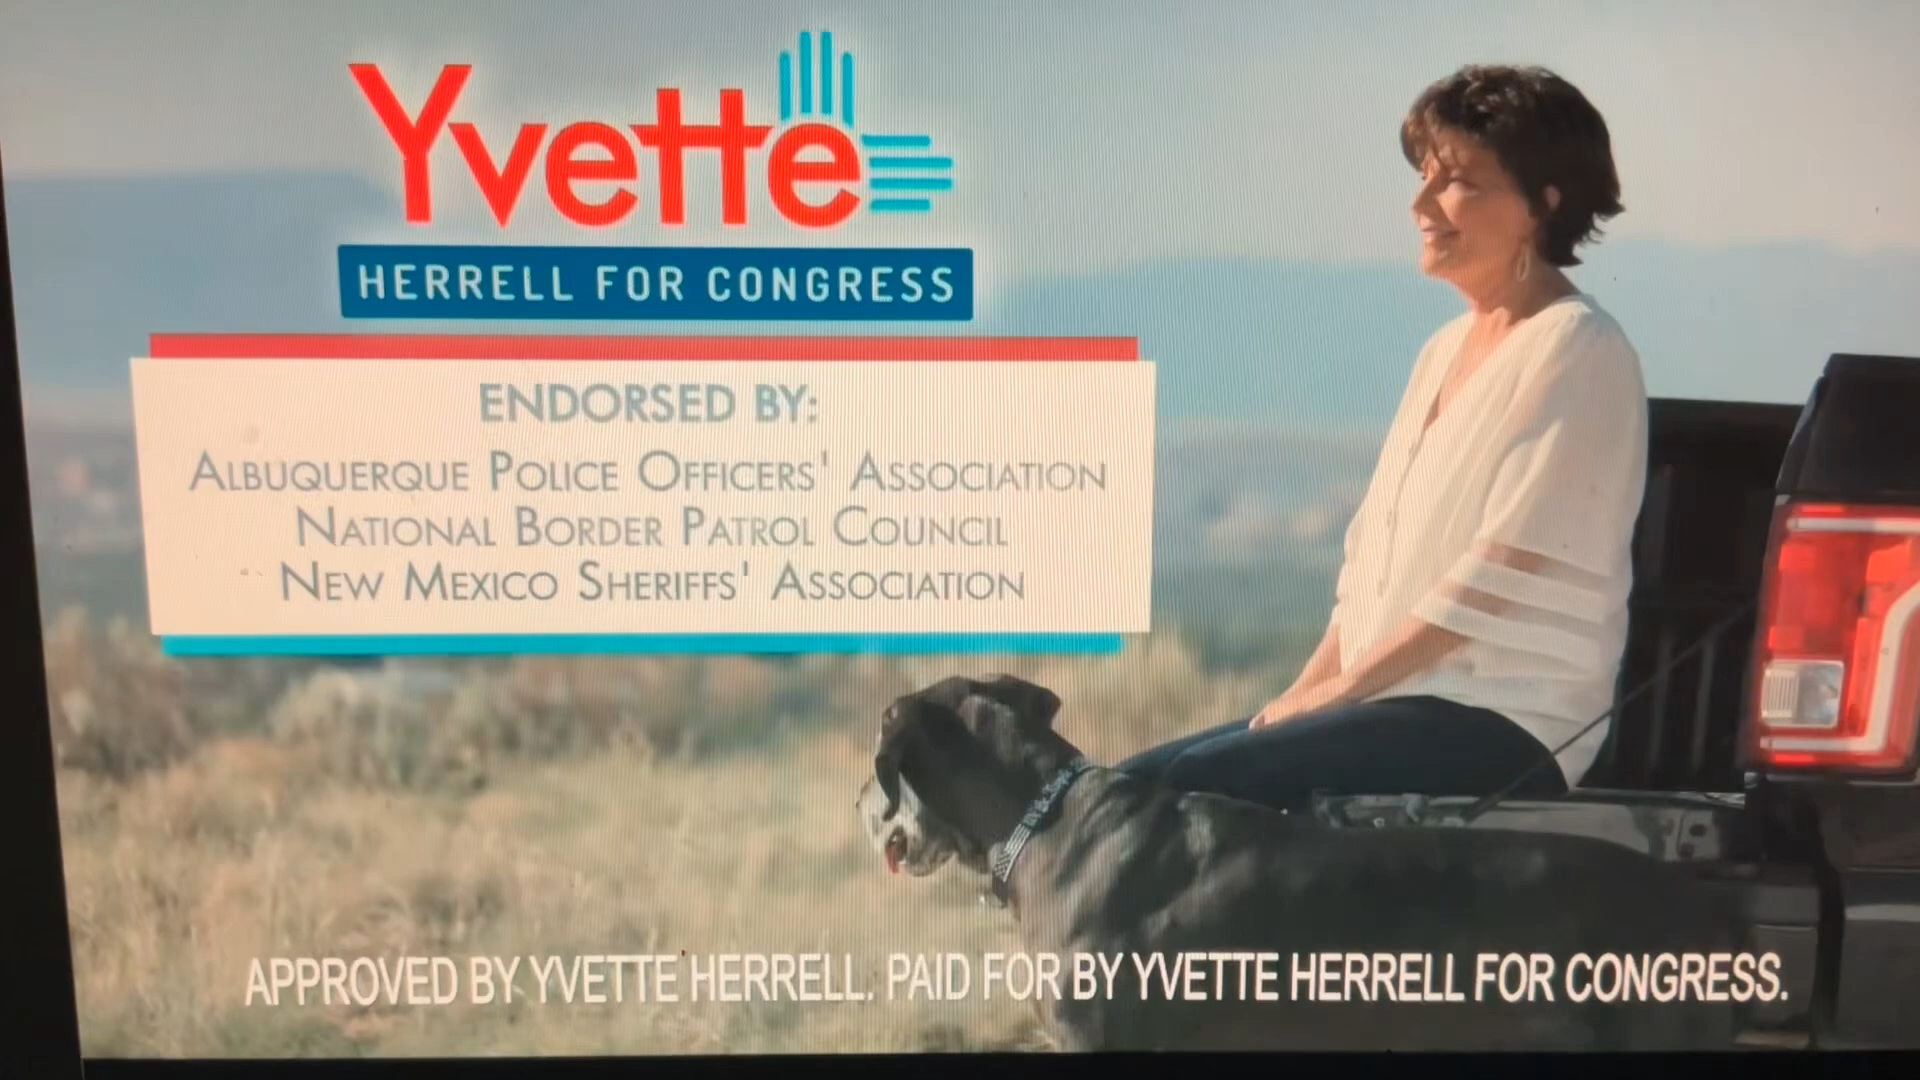 Yvette
HERRELL FOR CONGRESS
ENDORSED BY:
ALBUQUERQUE POLICE OFFICERS' ASSOCIATION
NATIONAL BORDER PATROL COUNCIL
NEW MEXICO SHERIFFS' ASSOCIATION
APPROVED BY YVETTE HERRELL. PAID FOR BY YVETTE HERRELL FOR CONGRESS.